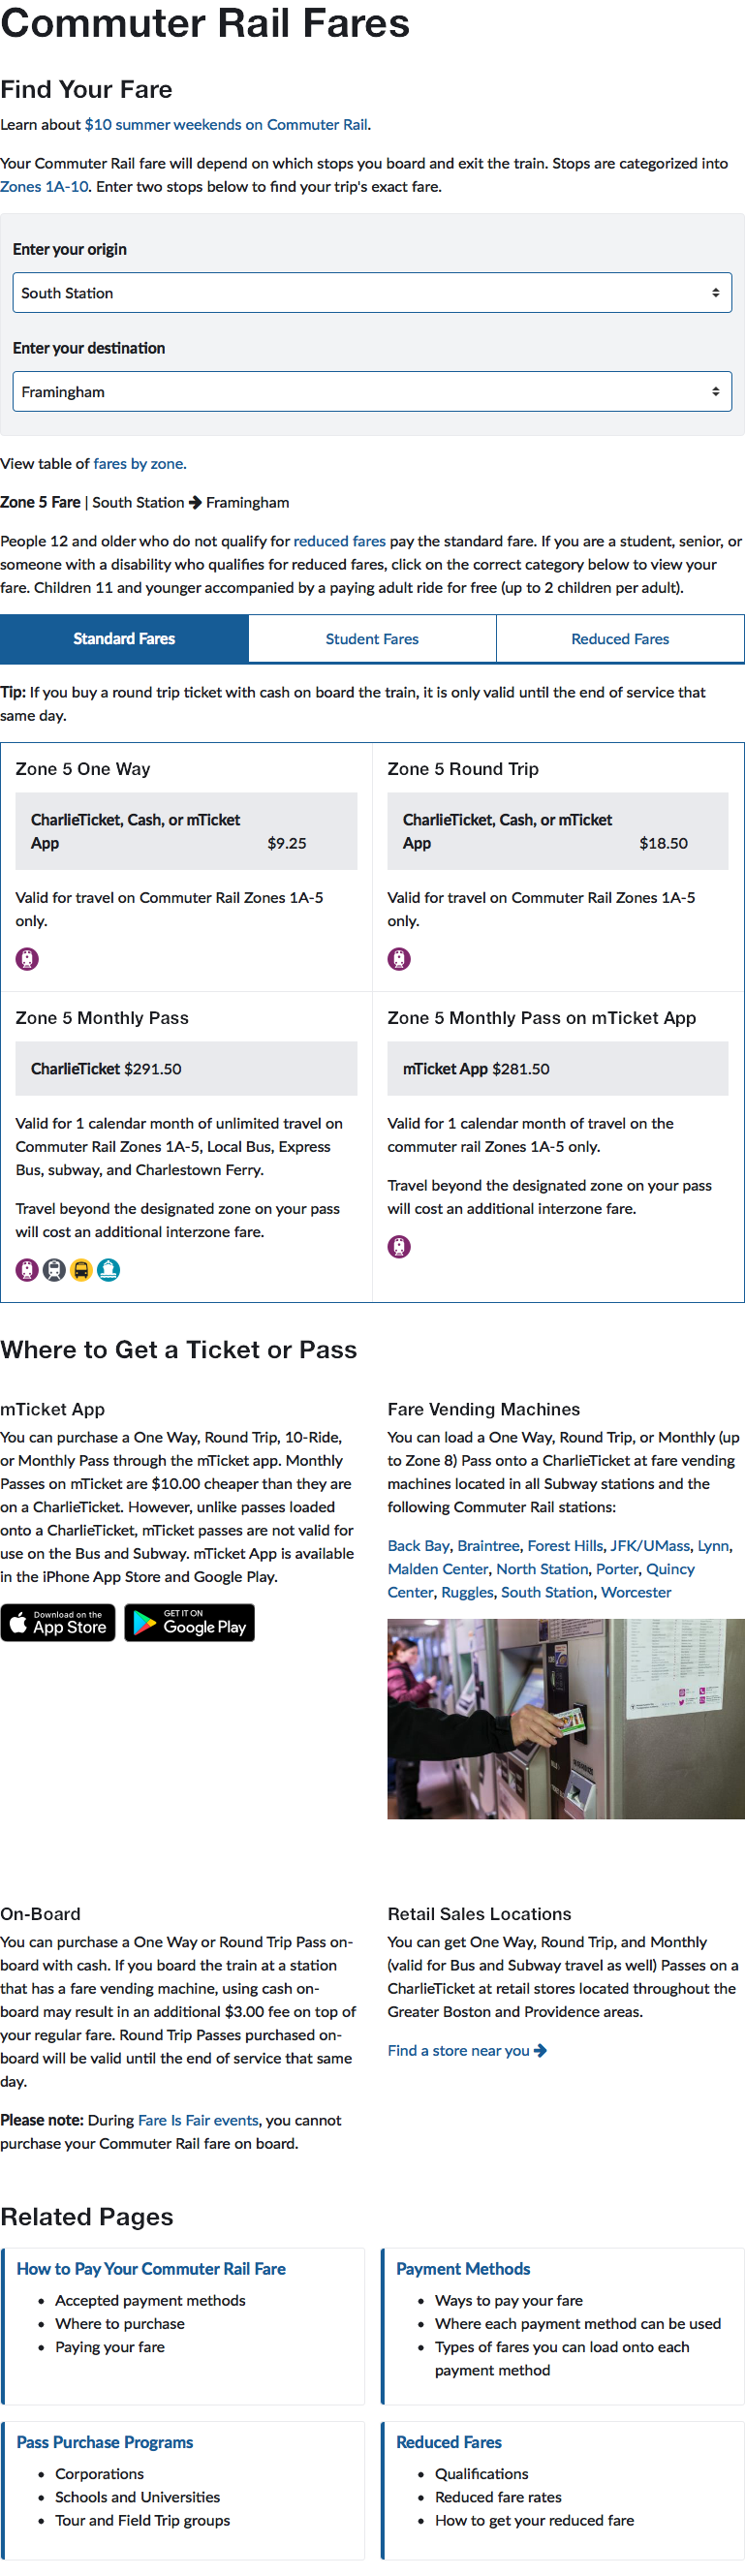 Commuter Rail Fares
Find Your Fare
Learn about $10 summer weekends on Commuter Rail.
Your Commuter Rail fare will depend on which stops you board and exit the train. Stops are categorized into
Zones 1A-10. Enter two stops below to find your trip's exact fare.
Enter your origin
South Station
Enter your destination
Framingham
View table of fares by zone.
Zone 5 Fare | South Station → Framingham
People 12 and older who do not qualify for reduced fares pay the standard fare. If you are a student, senior, or
someone with a disability who qualifies for reduced fares, click on the correct category below to view your
fare. Children 11 and younger accompanied by a paying adult ride for free (up to 2 children per adult).
Standard Fares
Student Fares
Reduced Fares
Tip: If you buy a round trip ticket with cash on board the train, it is only valid until the end of service that
same day.
Zone 5 One Way
CharlieTicket, Cash, or mTicket
App $9.25
Valid for travel on Commuter Rail Zones 1A-5
only.
Zone 5 Round Trip
CharlieTicket, Cash, or mTicket
App $18.50
Valid for travel on Commuter Rail Zones 1A-5
only.
Zone 5 Monthly Pass
CharlieTicket $291.50
Valid for 1 calendar month of unlimited travel on
Commuter Rail Zones 1A-5, Local Bus, Express
Bus, subway, and Charlestown Ferry.
Travel beyond the designated zone on your pass
will cost an additional interzone fare.
Zone 5 Monthly Pass on mTicket App
mTicket App $281.50
Valid for 1 calendar month of travel on the
commuter rail Zones 1A-5 only.
Travel beyond the designated zone on your pass
will cost an additional interzone fare.
Where to Get a Ticket or Pass
mTicket App
You can purchase a One Way, Round Trip, 10-Ride,
or Monthly Pass through the mTicket app. Monthly
Passes on mTicket are $10.00 cheaper than they are
on a CharlieTicket. However, unlike passes loaded
onto a CharlieTicket, mTicket passes are not valid for
use on the Bus and Subway. mTicket App is available
in the iPhone App Store and Google Play.
Download on the
App Store
GET IT ON
Google Play
Fare Vending Machines
You can load a One Way, Round Trip, or Monthly (up
to Zone 8) Pass onto a CharlieTicket at fare vending
machines located in all Subway stations and the
following Commuter Rail stations:
Back Bay, Braintree, Forest Hills, JFK/UMass, Lynn,
Malden Center, North Station, Porter, Quincy
Center, Ruggles, South Station, Worcester
On-Board
You can purchase a One Way or Round Trip Pass on-
board with cash. If you board the train at a station
that has a fare vending machine, using cash on-
board may result in an additional $3.00 fee on top of
your regular fare. Round Trip Passes purchased on-
board will be valid until the end of service that same
day.
Please note: During Fare Is Fair events, you cannot
purchase your Commuter Rail fare on board.
Retail Sales Locations
You can get One Way, Round Trip, and Monthly
(valid for Bus and Subway travel as well) Passes on a
CharlieTicket at retail stores located throughout the
Greater Boston and Providence areas.
Find a store near you →
Related Pages
How to Pay Your Commuter Rail Fare
• Accepted payment methods
• Where to purchase
• Paying your fare
Payment Methods
• Ways to pay your fare
• Where each payment method can be used
• Types of fares you can load onto each
payment method
Pass Purchase Programs
• Corporations
• Schools and Universities
• Tour and Field Trip groups
Reduced Fares
• Qualifications
• Reduced fare rates
• How to get your reduced fare